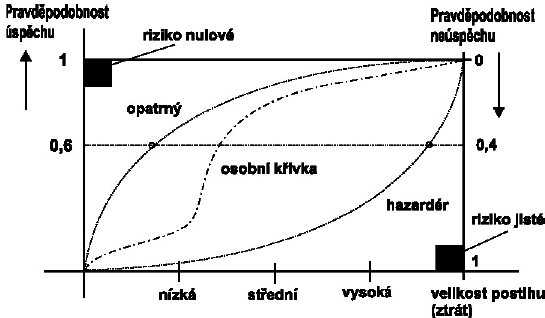 Pravděpodobnost
úspěchu
Pravděpodobnost
neúspěchu
riziko nulové
1
0
opatrný
0,6
0,4
osobní křivka
hazardér
riziko jisté
1
nízká
střední
vysoká
velikost postihu
(ztrát)